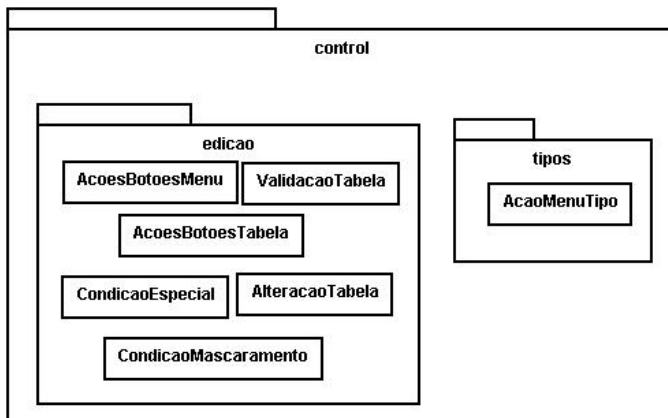 control
edicao
AcoesBotoesMenu
ValidacaoTabela
AcoesBotoesTabela
CondicaoEspecial
AlteracaoTabela
CondicaoMascaramento
tipos
AcaoMenuTipo